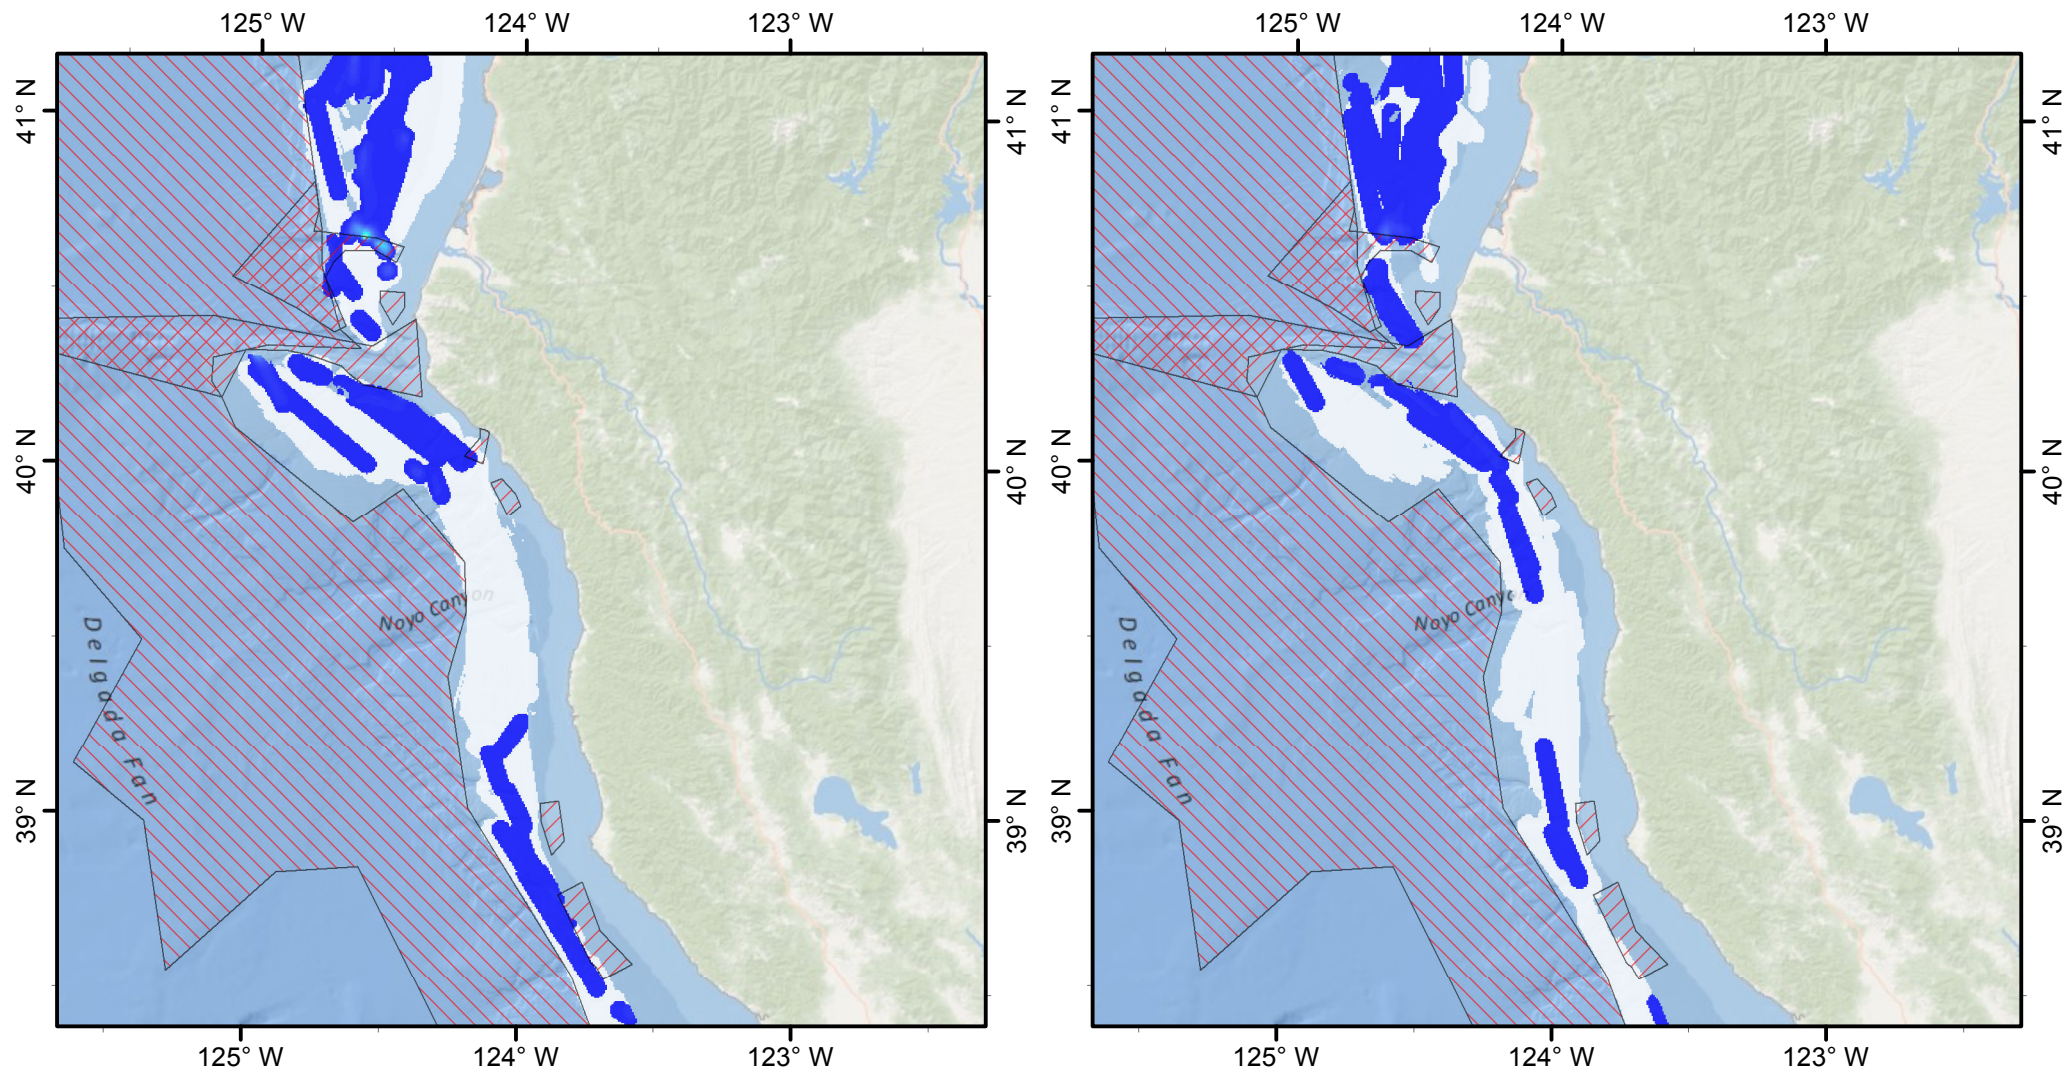 125° W 124° W 123° W 125° W 124° W 123° W
41° N 41° N 41° N 41° N
40° N 40° N 40° N 40° N
Noyo Canyon Noyo Canyo
Delgada Fan Delgada Fan
39° N 39° N 39° N 39° N
125° W 124° W 123° W 125° W 124° W 123° W